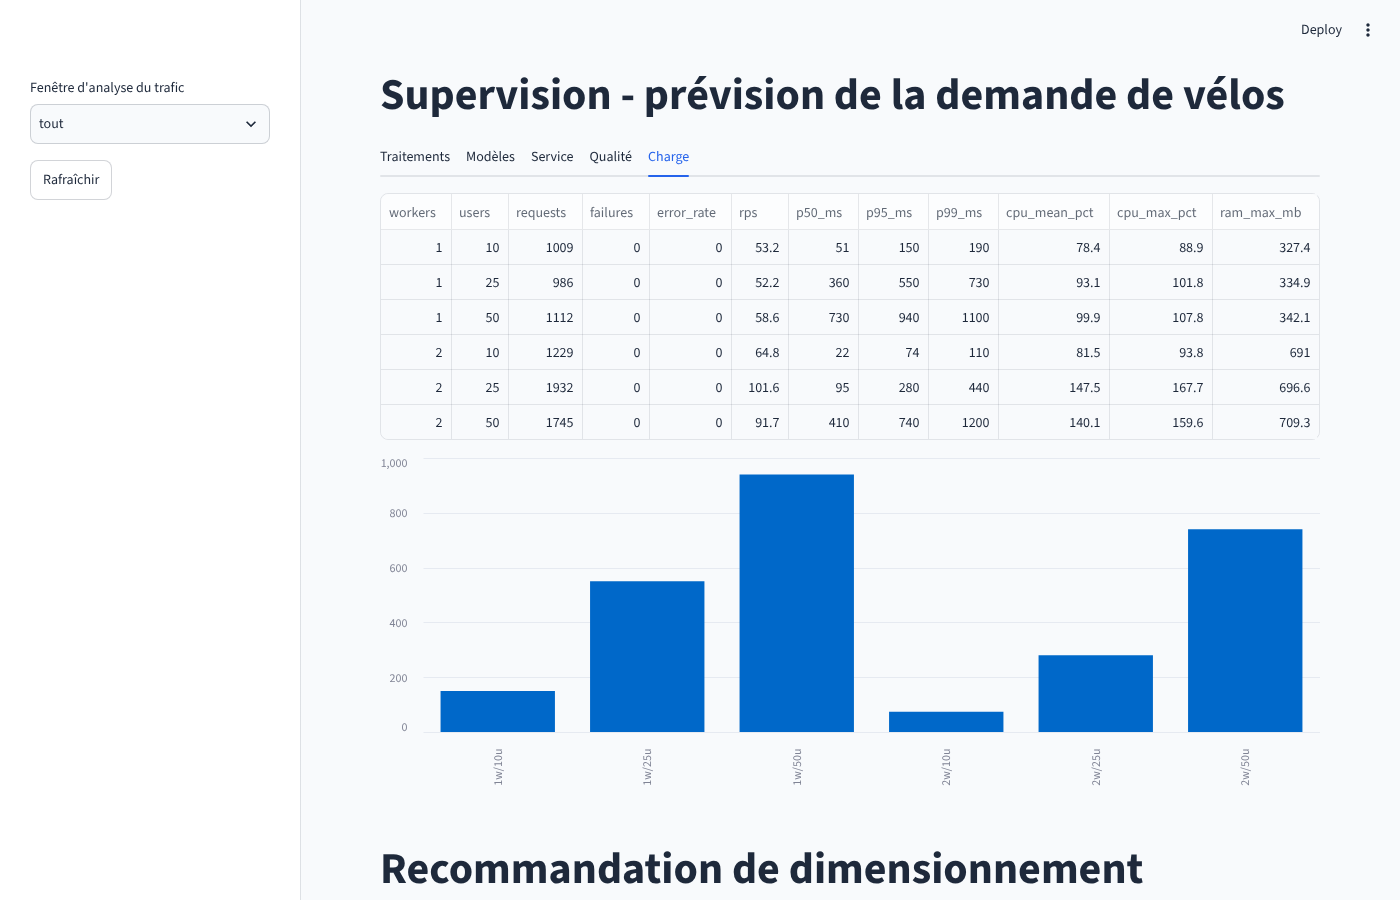 Deploy
Fenêtre d'analyse du trafic
tout
Rafraîchir
Supervision - prévision de la demande de vélos
Traitements Modèles Service Qualité Charge
workers users requests failures error_rate rps p50_ms p95_ms p99_ms cpu_mean_pct cpu_max_pct ram_max_mb
1 10 1009 0 0 53.2 51 150 190 78.4 88.9 327.4
1 25 986 0 0 52.2 360 550 730 93.1 101.8 334.9
1 50 1112 0 0 58.6 730 940 1100 99.9 107.8 342.1
2 10 1229 0 0 64.8 22 74 110 81.5 93.8 691
2 25 1932 0 0 101.6 95 280 440 147.5 167.7 696.6
2 50 1745 0 0 91.7 410 740 1200 140.1 159.6 709.3
1,000
800
600
400
200
0
1w/10u 1w/25u 1w/50u 2w/10u 2w/25u 2w/50u
Recommandation de dimensionnement